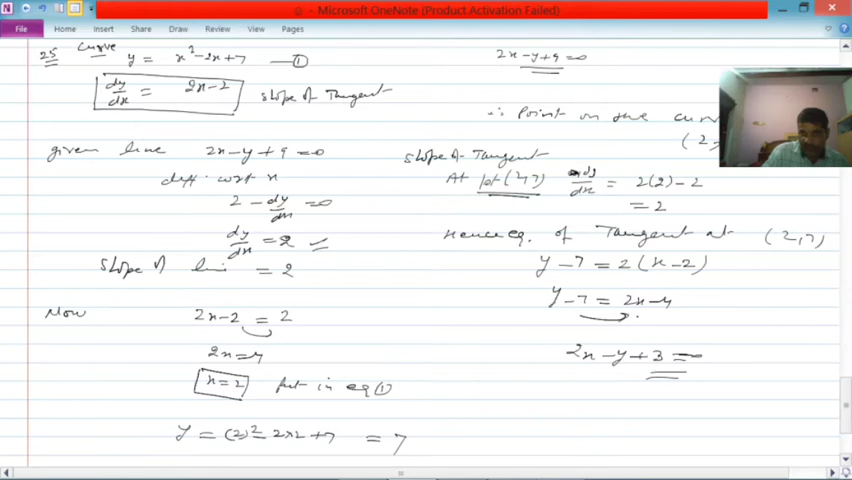 Microsoft OneNote (Product Activation Failed)
File Home Insert Draw History Review View Pages
25 Curve y = x² - 2x + 7 — ①
dy/dx = 2x - 2 slope of Tangent
given line 2x - y + 9 = 0
diff. w.r.t x
2 - dy/dx = 0
dy/dx = 2 ✓
slope of line = 2
Now 2x - 2 = 2
2x = 4
x = 2 put in eq ①
y = (2)² - 2×2 + 7 = 7
2x - y + 9 = 0
∴ Point on the curv
(2,
slope of Tangent
At pt (2,7) dy/dx = 2(2) - 2
= 2
Hence eq. of Tangent at (2,7)
y - 7 = 2(x - 2)
y - 7 = 2x - 4
2x - y + 3 = 0